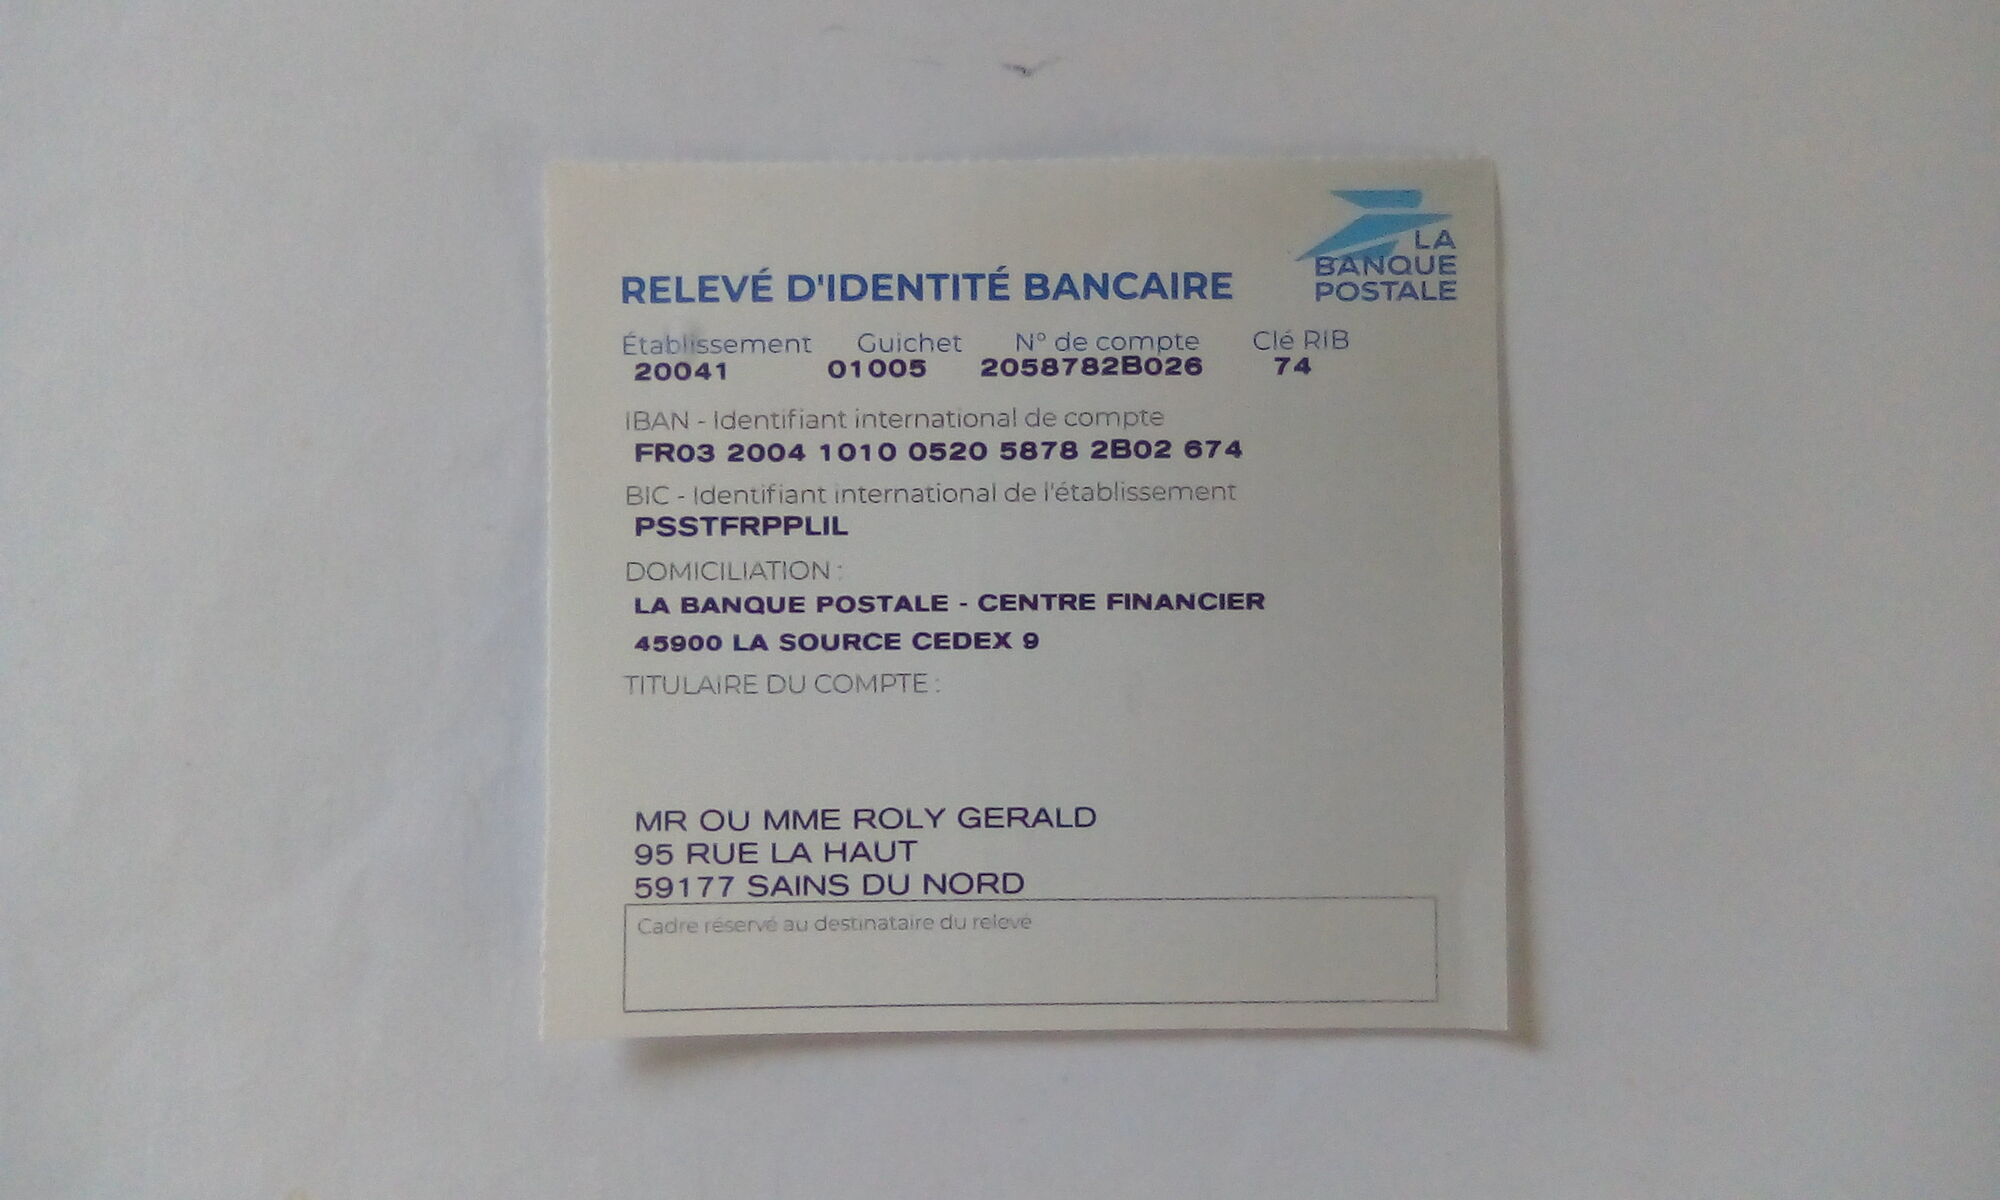 LA
BANQUE
POSTALE
RELEVÉ D'IDENTITÉ BANCAIRE
Établissement Guichet N° de compte Clé RIB
20041 01005 2058782B026 74
IBAN - Identifiant international de compte
FR03 2004 1010 0520 5878 2B02 674
BIC - Identifiant international de l'établissement
PSSTFRPPLIL
DOMICILIATION :
LA BANQUE POSTALE - CENTRE FINANCIER
45900 LA SOURCE CEDEX 9
TITULAIRE DU COMPTE :
MR OU MME ROLY GERALD
95 RUE LA HAUT
59177 SAINS DU NORD
Cadre réservé au destinataire du relevé